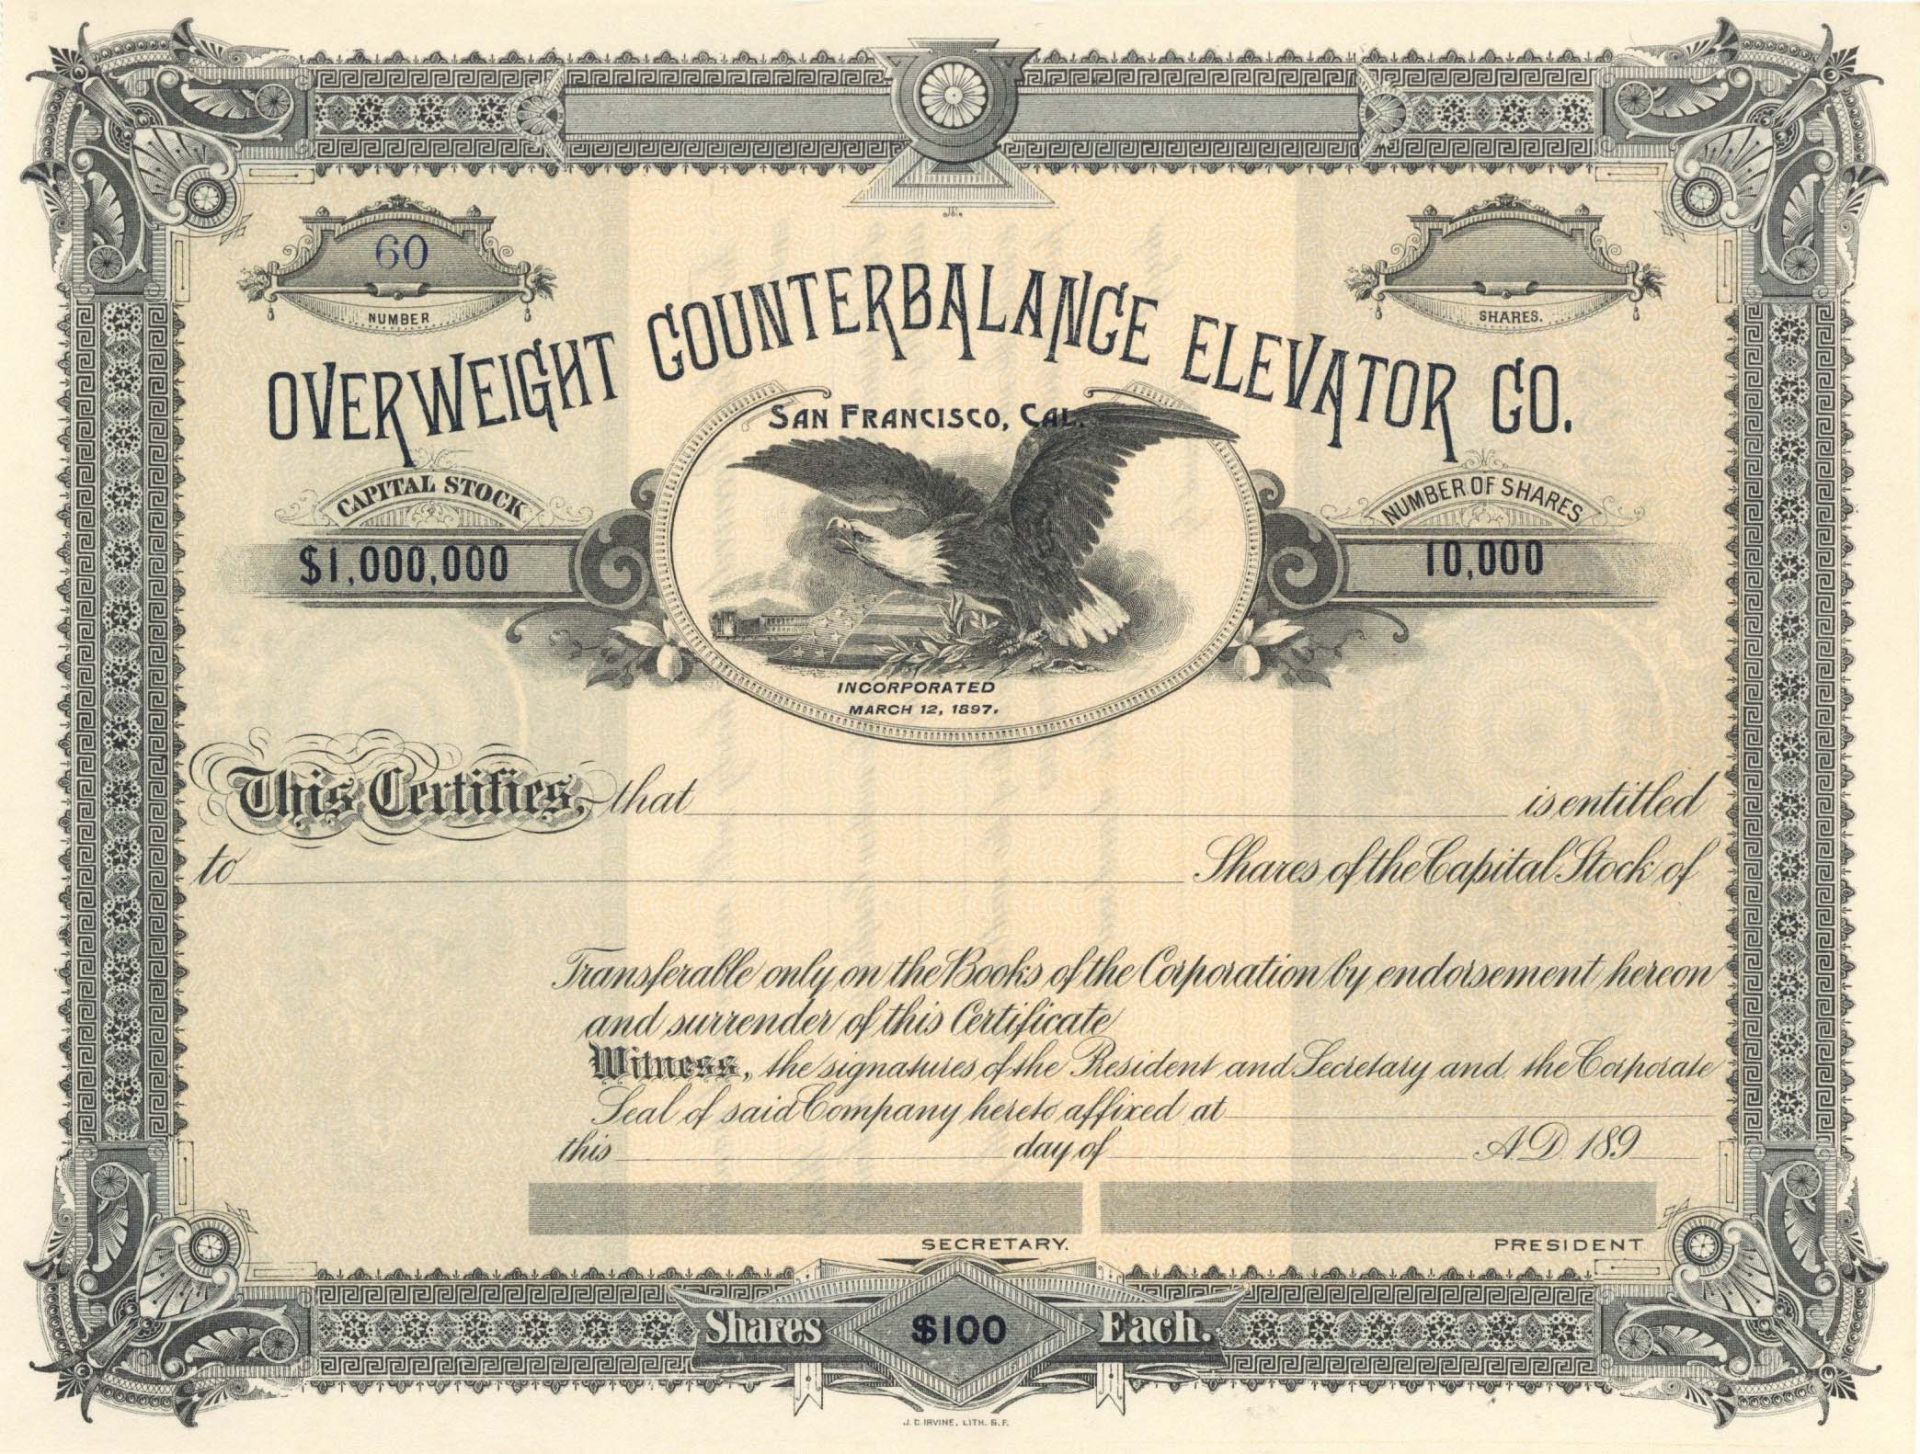 60
NUMBER
SHARES.
OVERWEIGHT COUNTERBALANCE ELEVATOR CO.
SAN FRANCISCO, CAL.
CAPITAL STOCK
$1,000,000
NUMBER OF SHARES
10,000
INCORPORATED
MARCH 12, 1897.
This Certifies, that is entitled
to Shares of the Capital Stock of
Transferable only on the Books of the Corporation by endorsement hereon
and surrender of this Certificate
Witness, the signatures of the President and Secretary and the Corporate
Seal of said Company hereto affixed at
this day of A.D 189
SECRETARY. PRESIDENT
Shares $100 Each.
J. C. IRVINE, LITH. S.F.